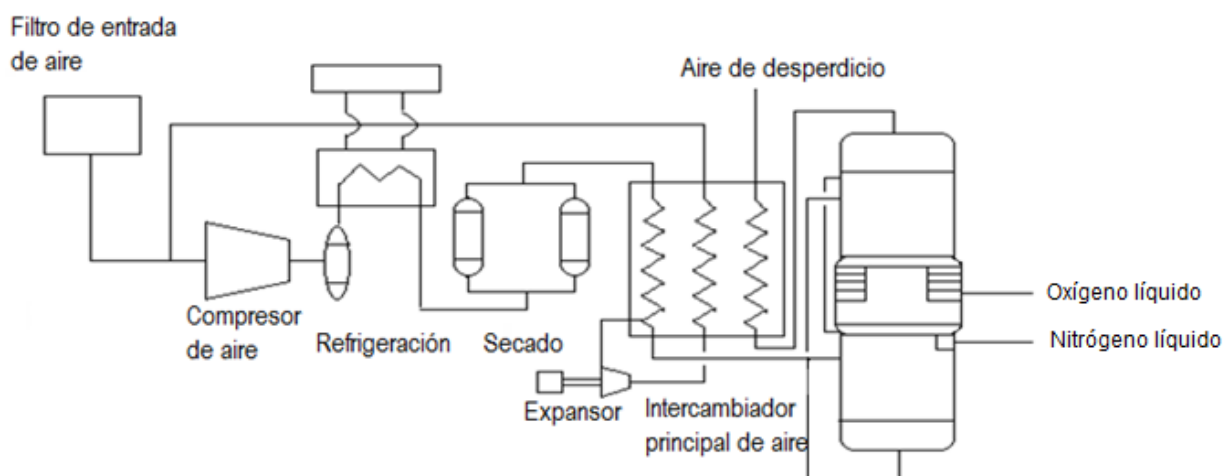 Filtro de entrada
de aire
Aire de desperdicio
Compresor
de aire
Refrigeración
Secado
Expansor
Intercambiador
principal de aire
Oxígeno líquido
Nitrógeno líquido